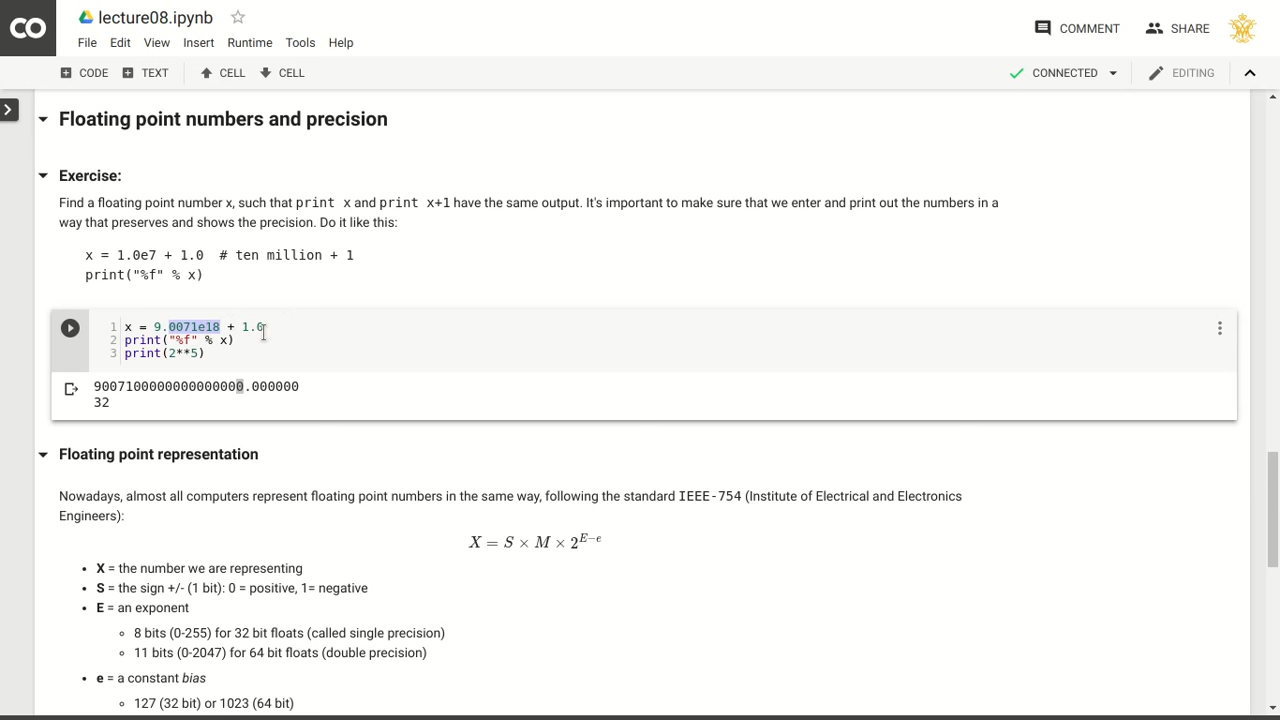 CO
lecture08.ipynb
File Edit View Insert Runtime Tools Help
COMMENT SHARE
CODE TEXT CELL CELL
CONNECTED EDITING
Floating point numbers and precision
Exercise:
Find a floating point number x, such that print x and print x+1 have the same output. It's important to make sure that we enter and print out the numbers in a
way that preserves and shows the precision. Do it like this:
x = 1.0e7 + 1.0 # ten million + 1
print("%f" % x)
1 x = 9.0071e18 + 1.0
2 print("%f" % x)
3 print(2**5)
9007100000000000000.000000
32
Floating point representation
Nowadays, almost all computers represent floating point numbers in the same way, following the standard IEEE-754 (Institute of Electrical and Electronics
Engineers):
X = S × M × 2^{E−e}
• X = the number we are representing
• S = the sign +/- (1 bit): 0 = positive, 1= negative
• E = an exponent
◦ 8 bits (0-255) for 32 bit floats (called single precision)
◦ 11 bits (0-2047) for 64 bit floats (double precision)
• e = a constant bias
◦ 127 (32 bit) or 1023 (64 bit)